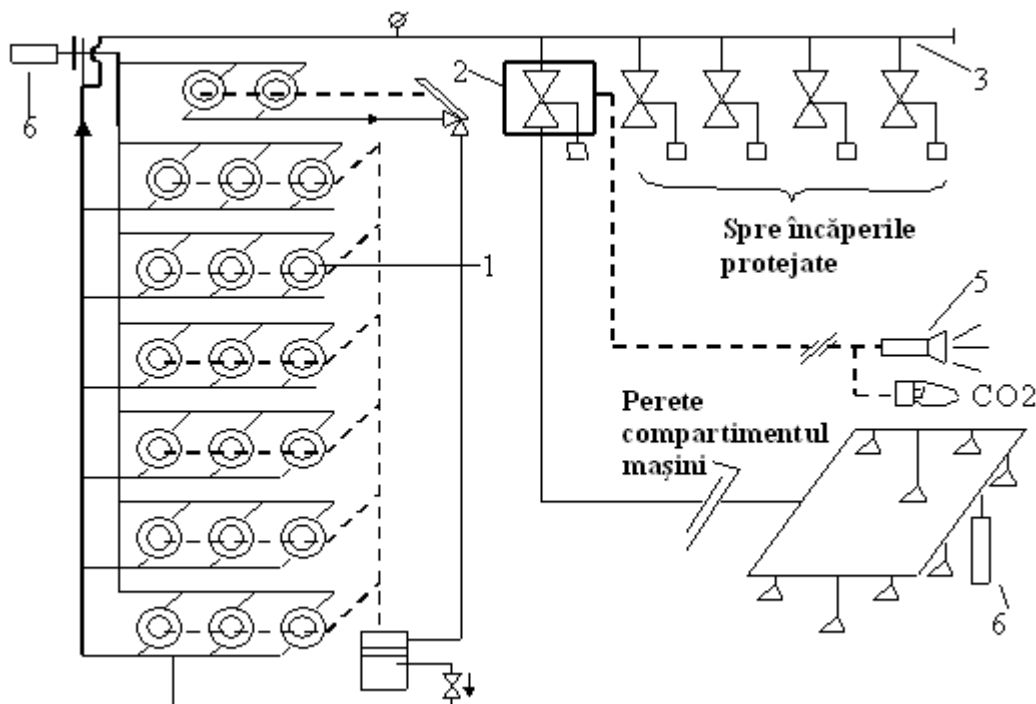 6
2
3
1
Spre încăperile
protejate
5
CO2
Perete
compartimentul
mașini
6